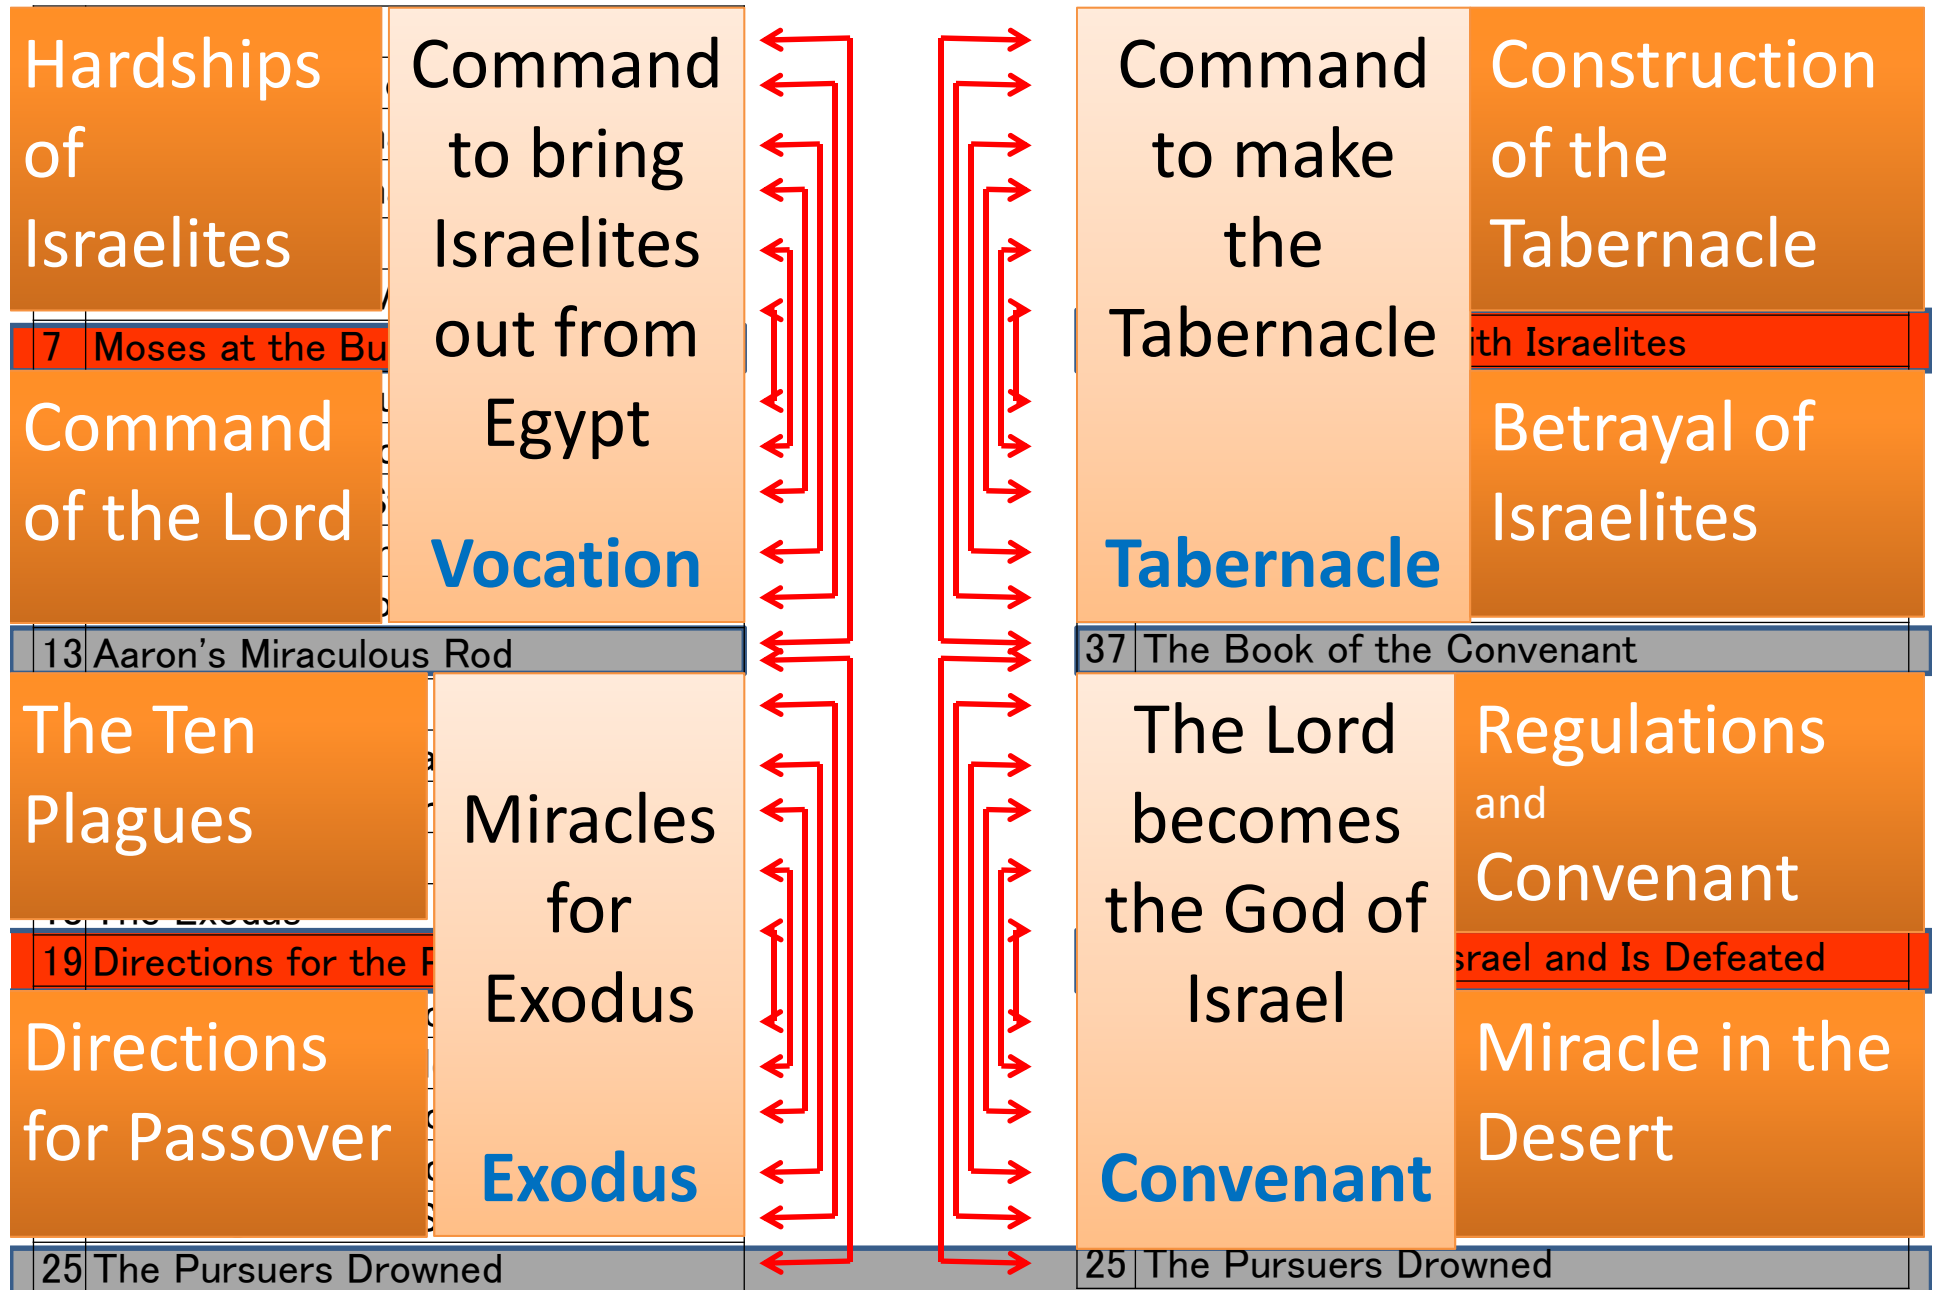 Hardships
of
Israelites
Command
to bring
Israelites
out from
Egypt
Vocation
7 Moses at the Bu
Command
of the Lord
13 Aaron's Miraculous Rod
The Ten
Plagues
Miracles
for
Exodus
Exodus
19 Directions for the
Directions
for Passover
25 The Pursuers Drowned
Command
to make
the
Tabernacle
Tabernacle
Construction
of the
Tabernacle
ith Israelites
Betrayal of
Israelites
37 The Book of the Convenant
The Lord
becomes
the God of
Israel
Convenant
Regulations
and
Convenant
srael and Is Defeated
Miracle in the
Desert
25 The Pursuers Drowned